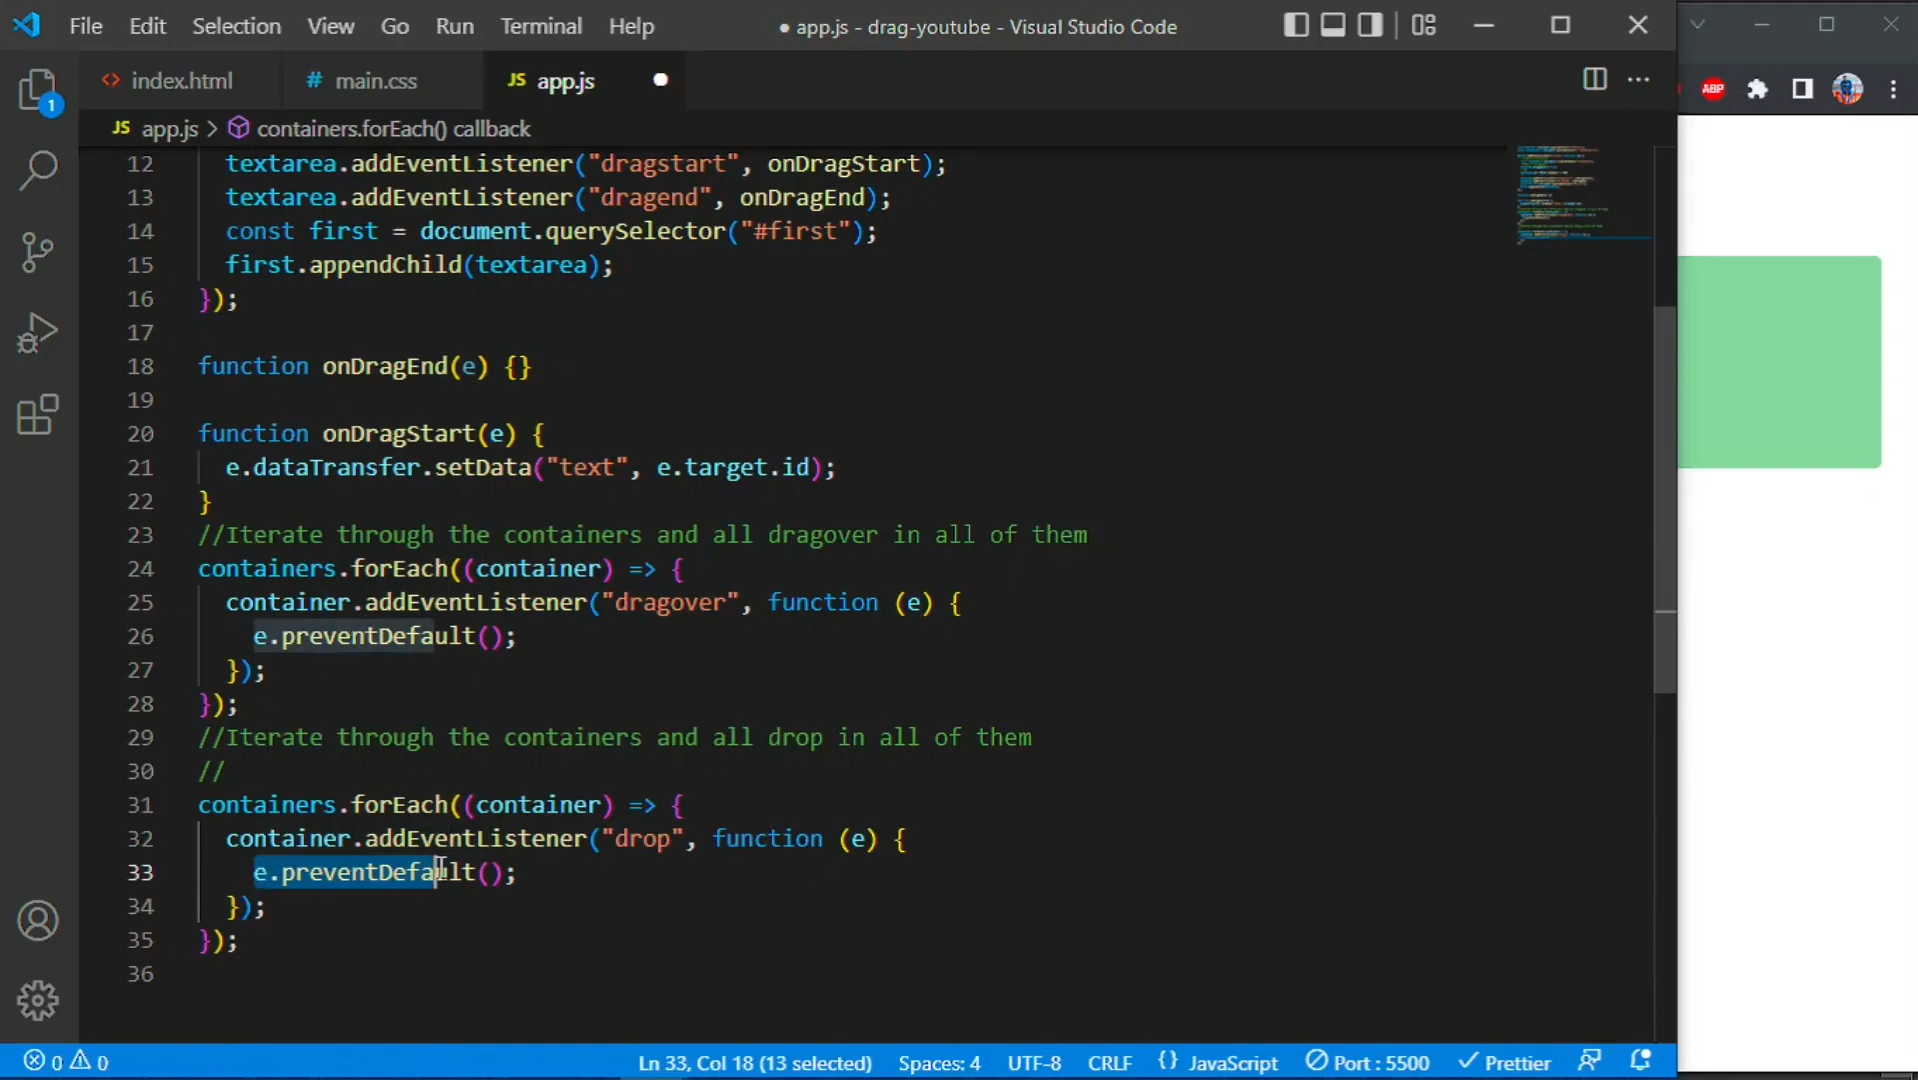 File Edit Selection View Go Run Terminal Help ● app.js - drag-youtube - Visual Studio Code
<> index.html # main.css JS app.js
ABP
1
JS app.js > containers.forEach() callback
12 textarea.addEventListener("dragstart", onDragStart);
13 textarea.addEventListener("dragend", onDragEnd);
14 const first = document.querySelector("#first");
15 first.appendChild(textarea);
16 });
17
18 function onDragEnd(e) {}
19
20 function onDragStart(e) {
21 e.dataTransfer.setData("text", e.target.id);
22 }
23 //Iterate through the containers and all dragover in all of them
24 containers.forEach((container) => {
25 container.addEventListener("dragover", function (e) {
26 e.preventDefault();
27 });
28 });
29 //Iterate through the containers and all drop in all of them
30 //
31 containers.forEach((container) => {
32 container.addEventListener("drop", function (e) {
33 e.preventDefault();
34 });
35 });
36
0 0 Ln 33, Col 18 (13 selected) Spaces: 4 UTF-8 CRLF {} JavaScript Port : 5500 Prettier